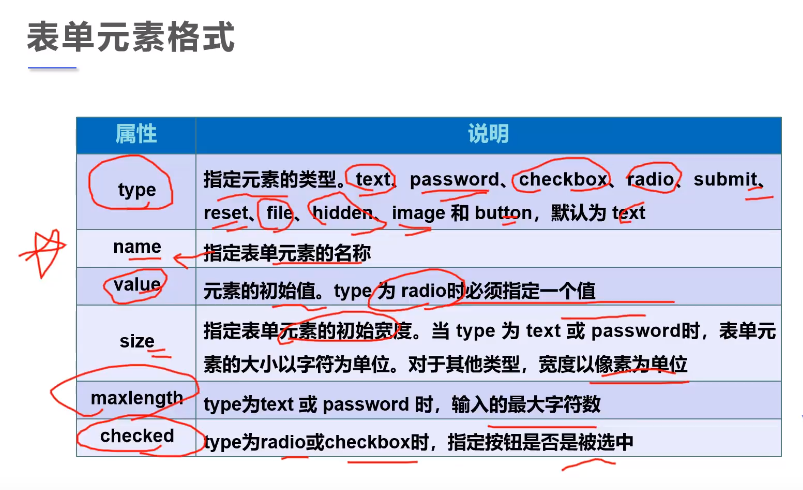 表单元素格式
属性 说明
type 指定元素的类型。text、password、checkbox、radio、submit、
reset、file、hidden、image 和 button，默认为 text
name 指定表单元素的名称
value 元素的初始值。type 为 radio时必须指定一个值
size 指定表单元素的初始宽度。当 type 为 text 或 password时，表单元
素的大小以字符为单位。对于其他类型，宽度以像素为单位
maxlength type为text 或 password 时，输入的最大字符数
checked type为radio或checkbox时，指定按钮是否是被选中